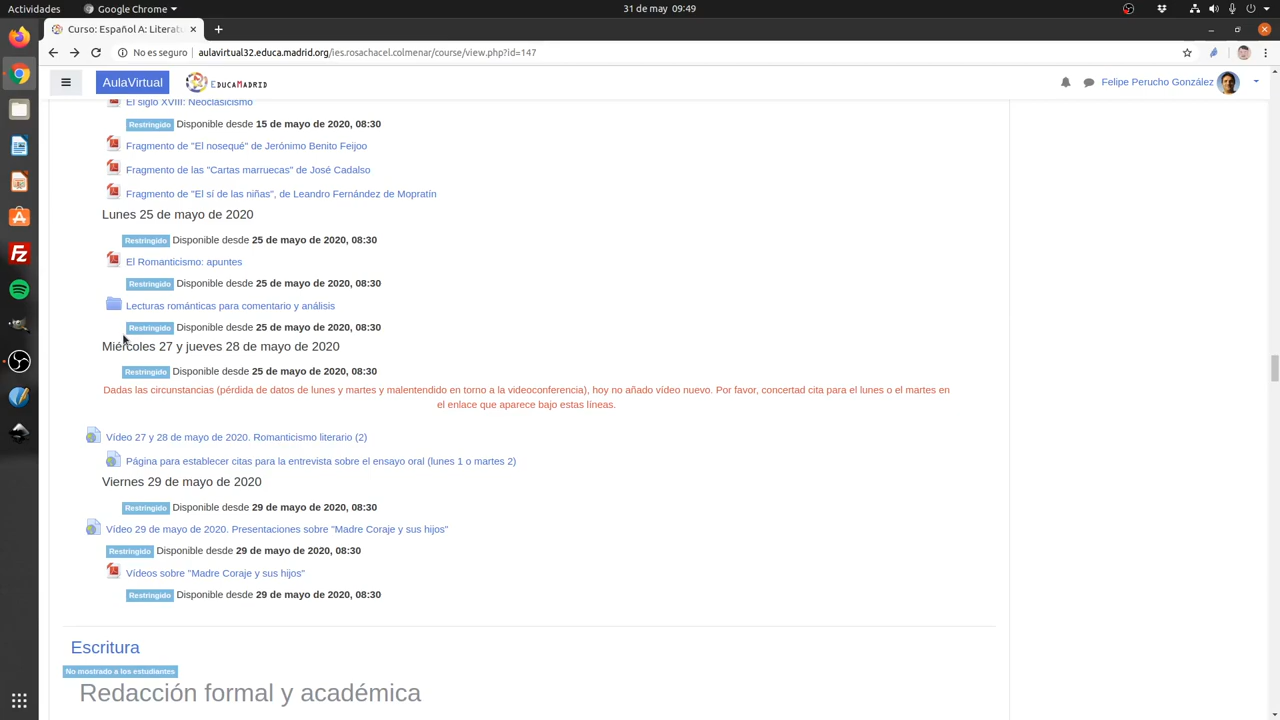 Actividades
Google Chrome
31 de may 09:49
Curso: Español A: Literatu
No es seguro
aulavirtual32.educa.madrid.org/ies.rosachacel.colmenar/course/view.php?id=147
AulaVirtual
EDUCAMADRID
Felipe Perucho González
El siglo XVIII: Neoclasicismo
Restringido Disponible desde 15 de mayo de 2020, 08:30
Fragmento de "El nosequé" de Jerónimo Benito Feijoo
Fragmento de las "Cartas marruecas" de José Cadalso
Fragmento de "El sí de las niñas", de Leandro Fernández de Mopratín
Lunes 25 de mayo de 2020
Restringido Disponible desde 25 de mayo de 2020, 08:30
El Romanticismo: apuntes
Restringido Disponible desde 25 de mayo de 2020, 08:30
Lecturas románticas para comentario y análisis
Restringido Disponible desde 25 de mayo de 2020, 08:30
Miércoles 27 y jueves 28 de mayo de 2020
Restringido Disponible desde 25 de mayo de 2020, 08:30
Dadas las circunstancias (pérdida de datos de lunes y martes y malentendido en torno a la videoconferencia), hoy no añado vídeo nuevo. Por favor, concertad cita para el lunes o el martes en
el enlace que aparece bajo estas líneas.
Vídeo 27 y 28 de mayo de 2020. Romanticismo literario (2)
Página para establecer citas para la entrevista sobre el ensayo oral (lunes 1 o martes 2)
Viernes 29 de mayo de 2020
Restringido Disponible desde 29 de mayo de 2020, 08:30
Vídeo 29 de mayo de 2020. Presentaciones sobre "Madre Coraje y sus hijos"
Restringido Disponible desde 29 de mayo de 2020, 08:30
Vídeos sobre "Madre Coraje y sus hijos"
Restringido Disponible desde 29 de mayo de 2020, 08:30
Escritura
No mostrado a los estudiantes
Redacción formal y académica